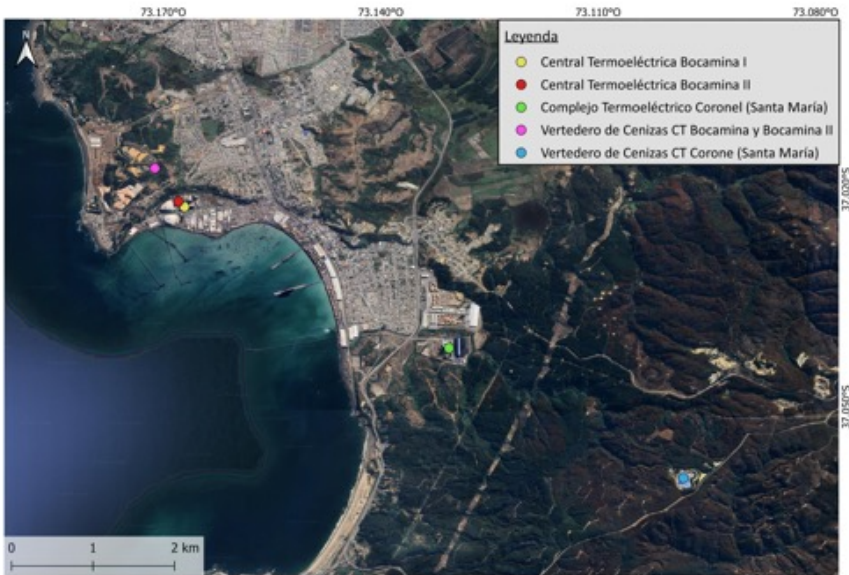 73.170°O 73.140°O 73.110°O 73.080°O
N
Leyenda
Central Termoeléctrica Bocamina I
Central Termoeléctrica Bocamina II
Complejo Termoeléctrico Coronel (Santa María)
Vertedero de Cenizas CT Bocamina y Bocamina II
Vertedero de Cenizas CT Corone (Santa María)
37.020°S
37.050°S
0 1 2 km